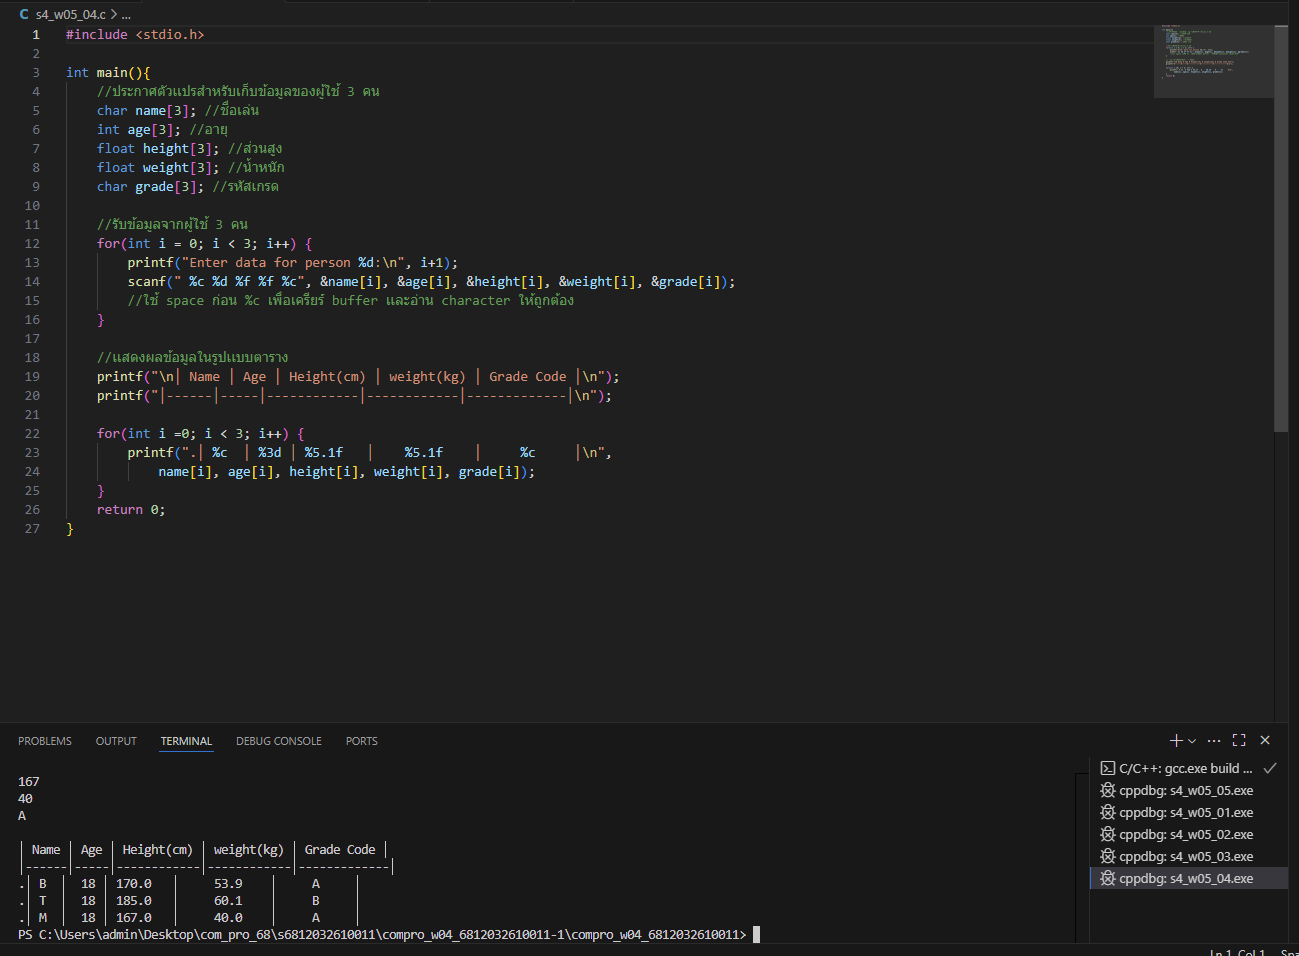 C s4_w05_04.c > ...
1 #include <stdio.h>
2
3 int main(){
4 //ประกาศตัวแปรสำหรับเก็บข้อมูลของผู้ใช้ 3 คน
5 char name[3]; //ชื่อเล่น
6 int age[3]; //อายุ
7 float height[3]; //ส่วนสูง
8 float weight[3]; //น้ำหนัก
9 char grade[3]; //รหัสเกรด
10
11 //รับข้อมูลจากผู้ใช้ 3 คน
12 for(int i = 0; i < 3; i++) {
13 printf("Enter data for person %d:\n", i+1);
14 scanf(" %c %d %f %f %c", &name[i], &age[i], &height[i], &weight[i], &grade[i]);
15 //ใช้ space ก่อน %c เพื่อเครียร์ buffer และอ่าน character ให้ถูกต้อง
16 }
17
18 //แสดงผลข้อมูลในรูปแบบตาราง
19 printf("\n| Name | Age | Height(cm) | weight(kg) | Grade Code |\n");
20 printf("|------|-----|------------|------------|-------------|\n");
21
22 for(int i =0; i < 3; i++) {
23 printf(".| %c  | %3d | %5.1f   |    %5.1f    |     %c     |\n",
24 name[i], age[i], height[i], weight[i], grade[i]);
25 }
26 return 0;
27 }
PROBLEMS OUTPUT TERMINAL DEBUG CONSOLE PORTS
167
40
A
| Name | Age | Height(cm) | weight(kg) | Grade Code |
|------|-----|------------|------------|-------------|
.| B  |  18 | 170.0   |     53.9    |     A     |
.| T  |  18 | 185.0   |     60.1    |     B     |
.| M  |  18 | 167.0   |     40.0    |     A     |
PS C:\Users\admin\Desktop\com_pro_68\s6812032610011\compro_w04_6812032610011-1\compro_w04_6812032610011>
C/C++: gcc.exe build ...
cppdbg: s4_w05_05.exe
cppdbg: s4_w05_01.exe
cppdbg: s4_w05_02.exe
cppdbg: s4_w05_03.exe
cppdbg: s4_w05_04.exe